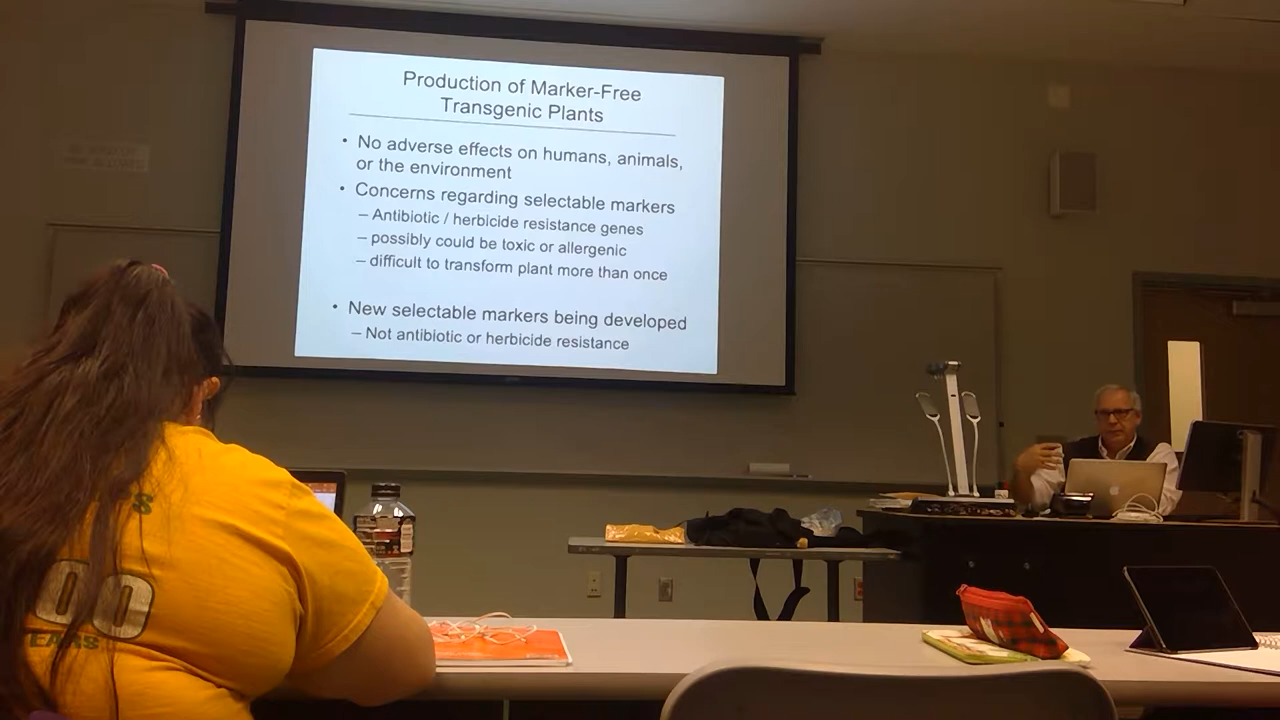 Production of Marker-Free
Transgenic Plants
• No adverse effects on humans, animals,
or the environment
• Concerns regarding selectable markers
– Antibiotic / herbicide resistance genes
– possibly could be toxic or allergenic
– difficult to transform plant more than once
• New selectable markers being developed
– Not antibiotic or herbicide resistance
S
00
EARS